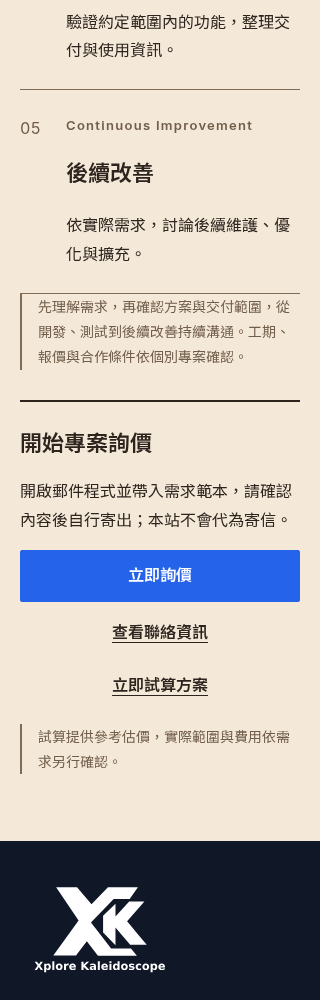 驗證約定範圍內的功能，整理交
付與使用資訊。
05
Continuous Improvement
後續改善
依實際需求，討論後續維護、優
化與擴充。
先理解需求，再確認方案與交付範圍，從
開發、測試到後續改善持續溝通。工期、
報價與合作條件依個別專案確認。
開始專案詢價
開啟郵件程式並帶入需求範本，請確認
內容後自行寄出；本站不會代為寄信。
立即詢價
查看聯絡資訊
立即試算方案
試算提供參考估價，實際範圍與費用依需
求另行確認。
XK
Xplore Kaleidoscope